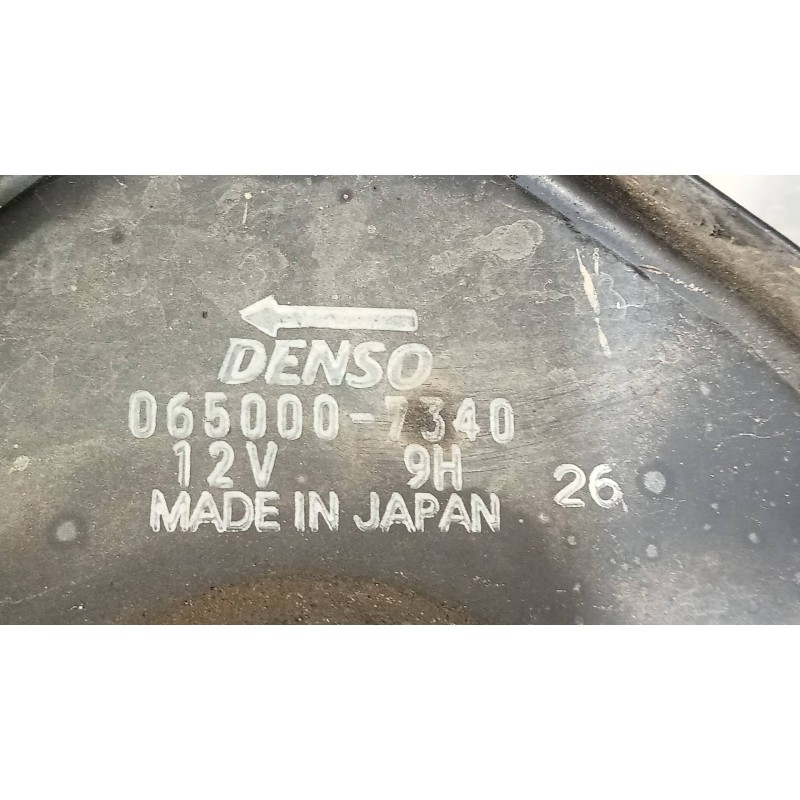 DENSO
065000-7340
12V 9H
MADE IN JAPAN 26